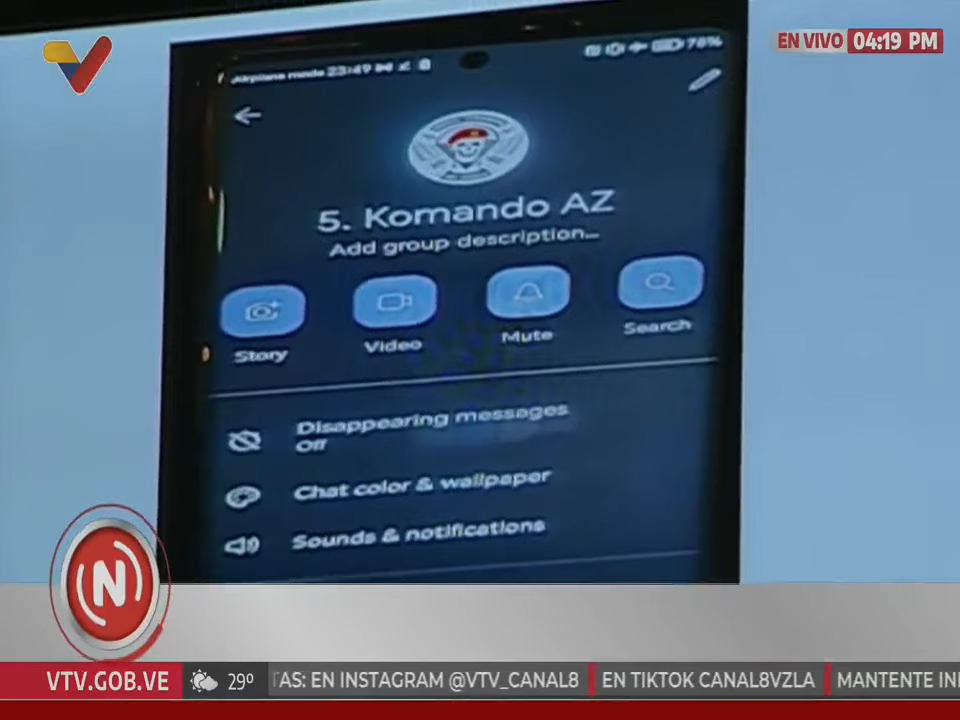 EN VIVO 04:19 PM
Airplane mode 23:49
78%
5. Komando AZ
Add group description...
Story
Video
Mute
Search
Disappearing messages
Off
Chat color & wallpaper
Sounds & notifications
N
VTV.GOB.VE
29°
TAS: EN INSTAGRAM @VTV_CANAL8
EN TIKTOK CANAL8VZLA
MANTENTE IN